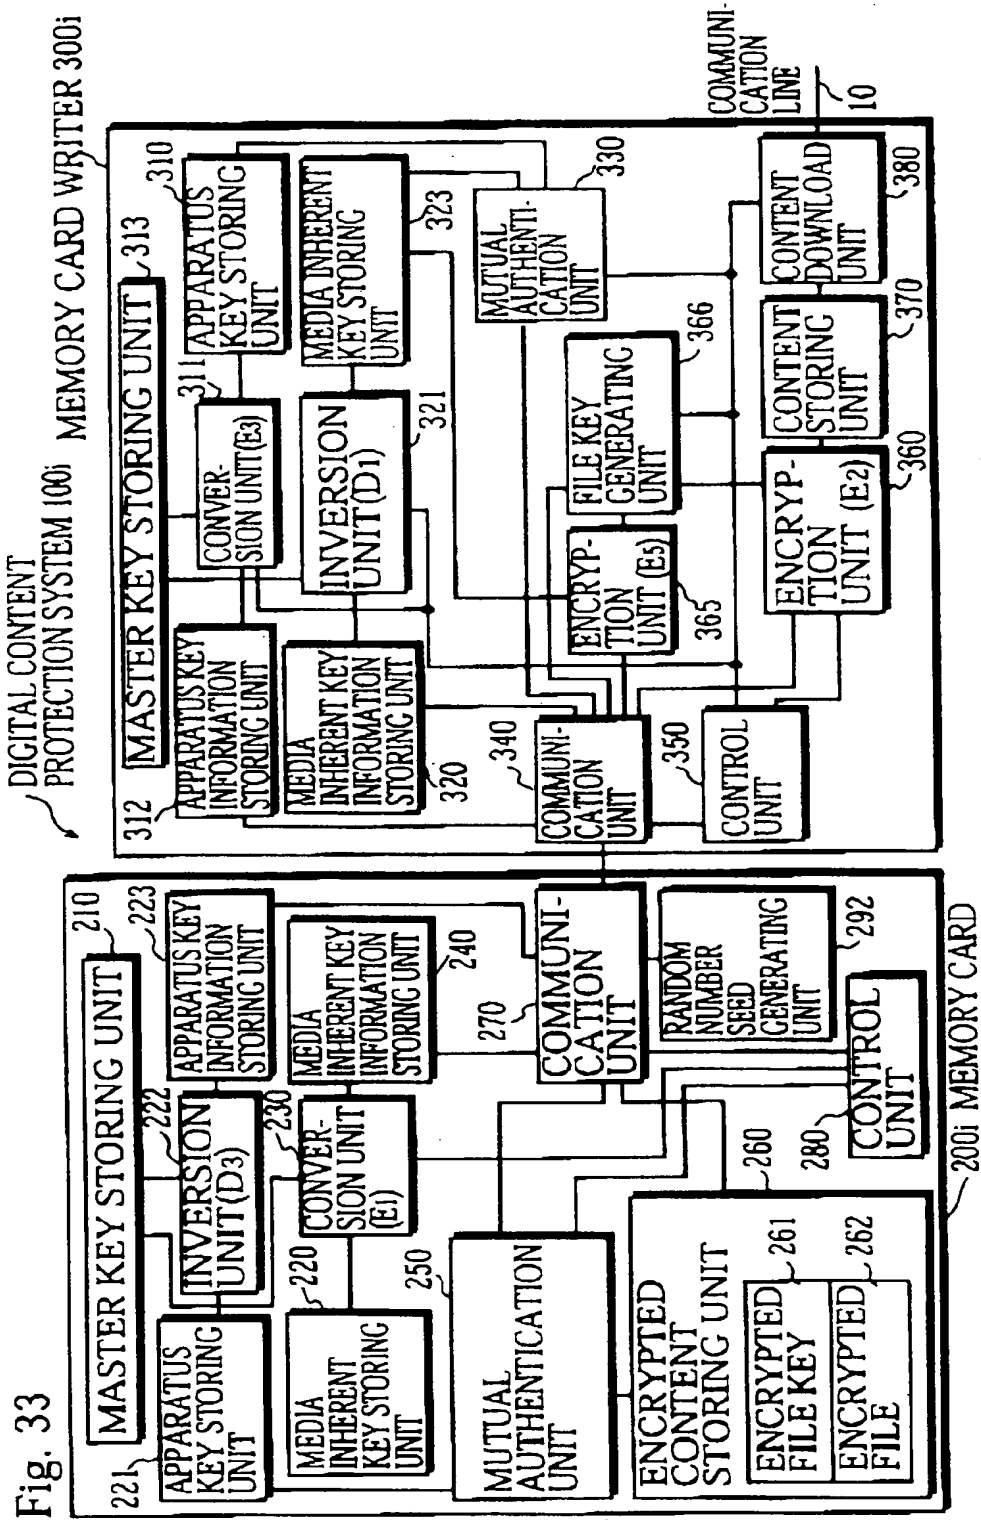 Fig. 33
DIGITAL CONTENT
PROTECTION SYSTEM 100i
MEMORY CARD WRITER 300i
MASTER KEY STORING UNIT
210
APPARATUS
KEY STORING
UNIT
221
INVERSION
UNIT(D3)
222
APPARATUS KEY
INFORMATION
STORING UNIT
223
MEDIA
INHERENT
KEY STORING
UNIT
220
CONVER-
SION UNIT
(E1)
230
MEDIA
INHERENT KEY
INFORMATION
STORING UNIT
240
MUTUAL
AUTHENTICATION
UNIT
250
COMMUNI-
CATION
UNIT
270
RANDOM
NUMBER
SEED
GENERATING
UNIT
292
ENCRYPTED
CONTENT
STORING UNIT
260
ENCRYPTED
FILE KEY
261
ENCRYPTED
FILE
262
CONTROL
UNIT
280
200i MEMORY CARD
MASTER KEY STORING UNIT
313
APPARATUS KEY
INFORMATION
STORING UNIT
312
CONVER-
SION UNIT(E3)
311
APPARATUS
KEY STORING
UNIT
310
MEDIA
INHERENT KEY
INFORMATION
STORING UNIT
320
INVERSION
UNIT(D1)
321
MEDIA INHERENT
KEY STORING
UNIT
323
MUTUAL
AUTHENTI-
CATION
UNIT
330
COMMUNI-
CATION
UNIT
340
ENCRYP-
TION
UNIT (E5)
365
FILE KEY
GENERATING
UNIT
366
CONTROL
UNIT
350
ENCRYP-
TION
UNIT (E2)
360
CONTENT
STORING
UNIT
370
CONTENT
DOWNLOAD
UNIT
380
COMMUNI-
CATION
LINE
10